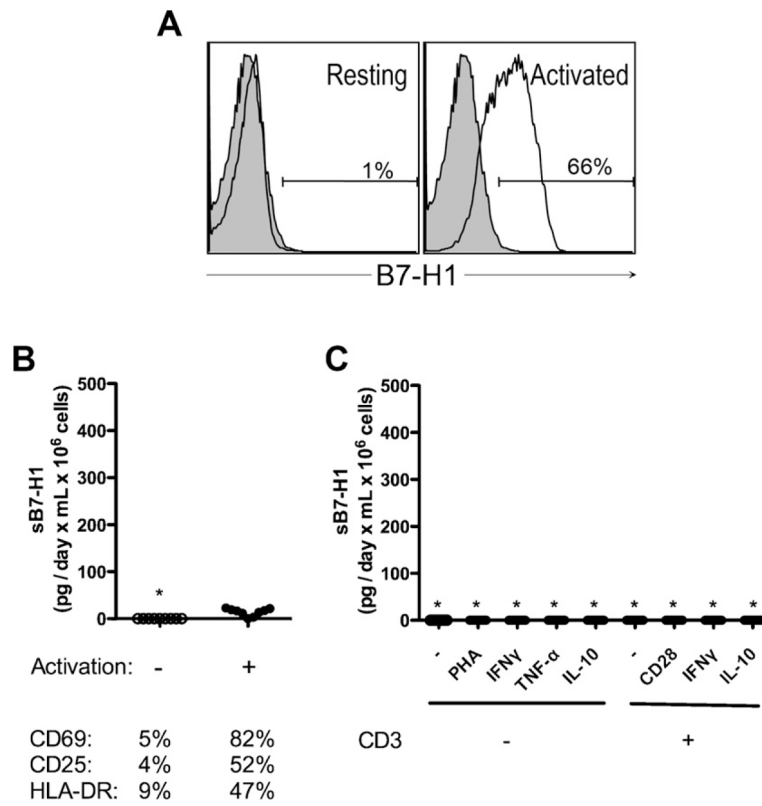 A
Resting
1%
Activated
66%
B7-H1
B
sB7-H1
(pg / day x mL x 10⁶ cells)
500
400
300
200
100
0
*
Activation: - +
CD69: 5% 82%
CD25: 4% 52%
HLA-DR: 9% 47%
C
sB7-H1
(pg / day x mL x 10⁶ cells)
500
400
300
200
100
0
* * * * * * * * *
- PHA IFNγ TNF-α IL-10 - CD28 IFNγ IL-10
CD3 - +